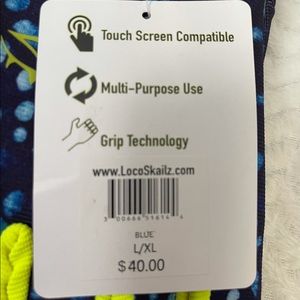 Touch Screen Compatible
Multi-Purpose Use
Grip Technology
www.LocoSkailz.com
BLUE
L/XL
$40.00